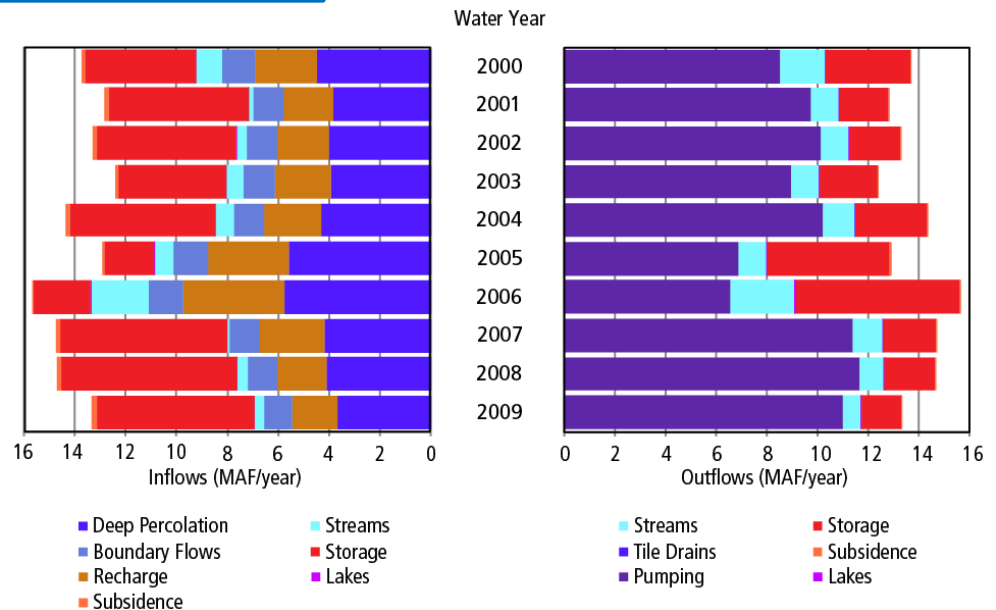 Water Year
2000
2001
2002
2003
2004
2005
2006
2007
2008
2009
16 14 12 10 8 6 4 2 0
0 2 4 6 8 10 12 14 16
Inflows (MAF/year)
Outflows (MAF/year)
Deep Percolation
Streams
Boundary Flows
Storage
Recharge
Lakes
Subsidence
Streams
Storage
Tile Drains
Subsidence
Pumping
Lakes